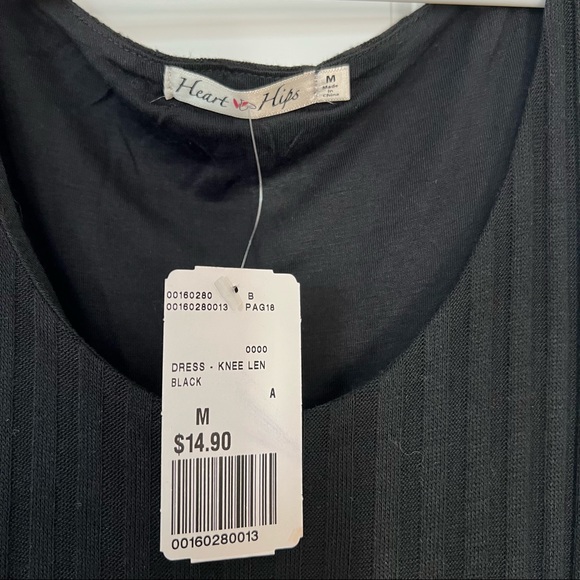 Heart Hips
M
Made
In
China
00160280 B
00160280013 PAG18
0000
DRESS - KNEE LEN
BLACK
A
M
$14.90
00160280013